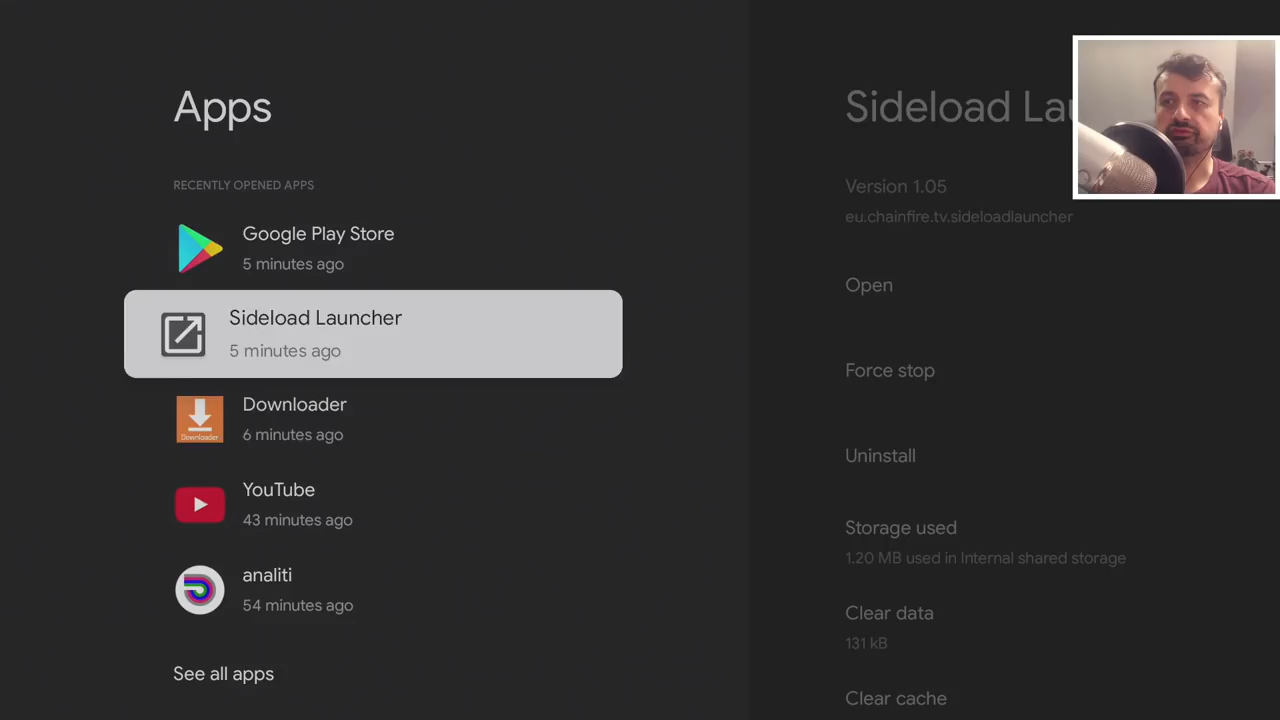 Apps
RECENTLY OPENED APPS
Google Play Store
5 minutes ago
Sideload Launcher
5 minutes ago
Downloader
Downloader
6 minutes ago
YouTube
43 minutes ago
analiti
54 minutes ago
See all apps
Sideload Lau
Version 1.05
eu.chainfire.tv.sideloadlauncher
Open
Force stop
Uninstall
Storage used
1.20 MB used in Internal shared storage
Clear data
131 kB
Clear cache